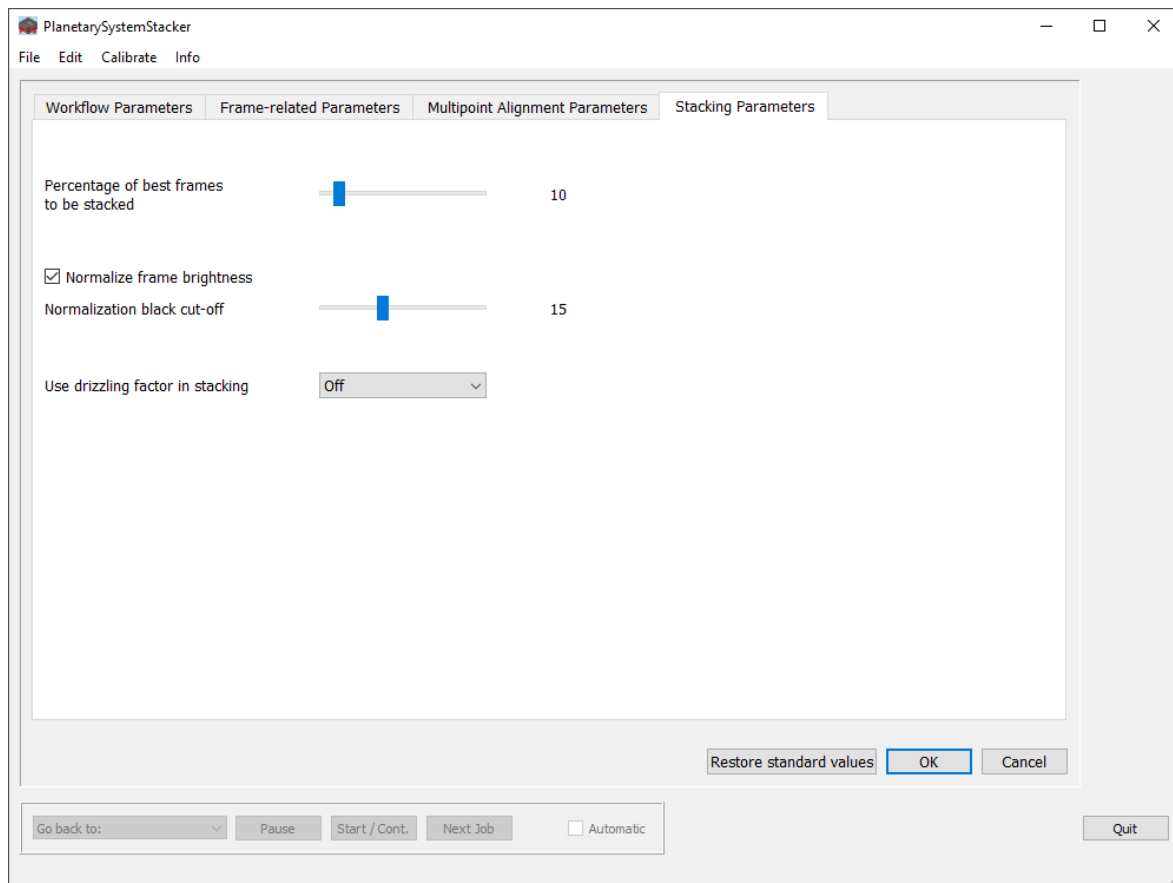 PlanetarySystemStacker
File Edit Calibrate Info
Workflow Parameters Frame-related Parameters Multipoint Alignment Parameters Stacking Parameters
Percentage of best frames
to be stacked
10
Normalize frame brightness
Normalization black cut-off 15
Use drizzling factor in stacking Off
Restore standard values OK Cancel
Go back to: Pause Start / Cont. Next Job Automatic Quit